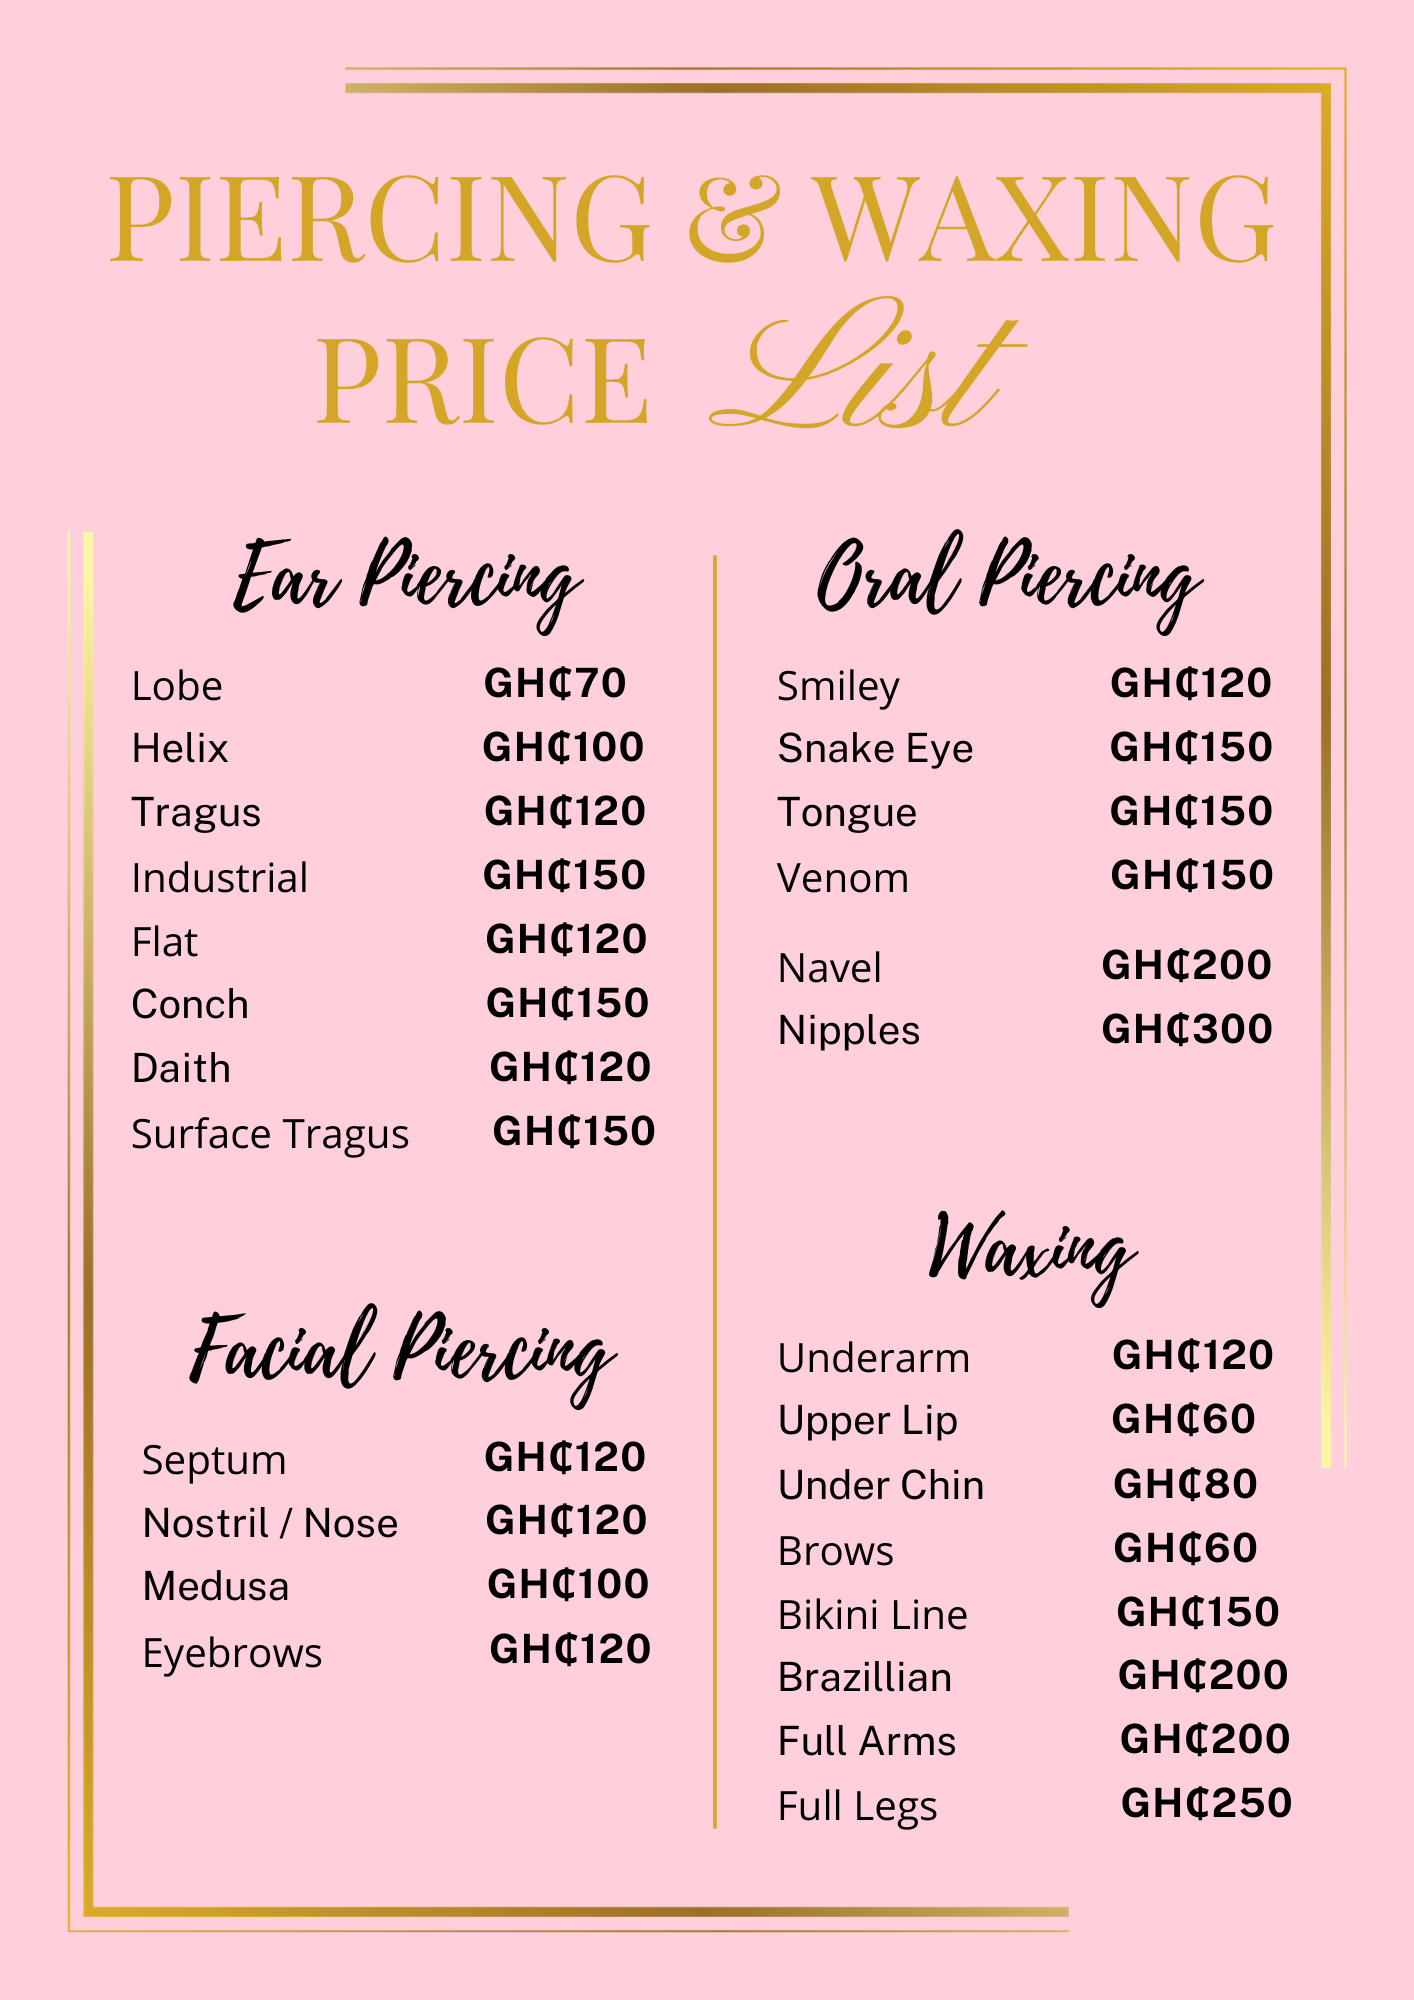 PIERCING & WAXING
PRICE List
Ear Piercing
Lobe GH₵70
Helix GH₵100
Tragus GH₵120
Industrial GH₵150
Flat GH₵120
Conch GH₵150
Daith GH₵120
Surface Tragus GH₵150
Facial Piercing
Septum GH₵120
Nostril / Nose GH₵120
Medusa GH₵100
Eyebrows GH₵120
Oral Piercing
Smiley GH₵120
Snake Eye GH₵150
Tongue GH₵150
Venom GH₵150
Navel GH₵200
Nipples GH₵300
Waxing
Underarm GH₵120
Upper Lip GH₵60
Under Chin GH₵80
Brows GH₵60
Bikini Line GH₵150
Brazillian GH₵200
Full Arms GH₵200
Full Legs GH₵250